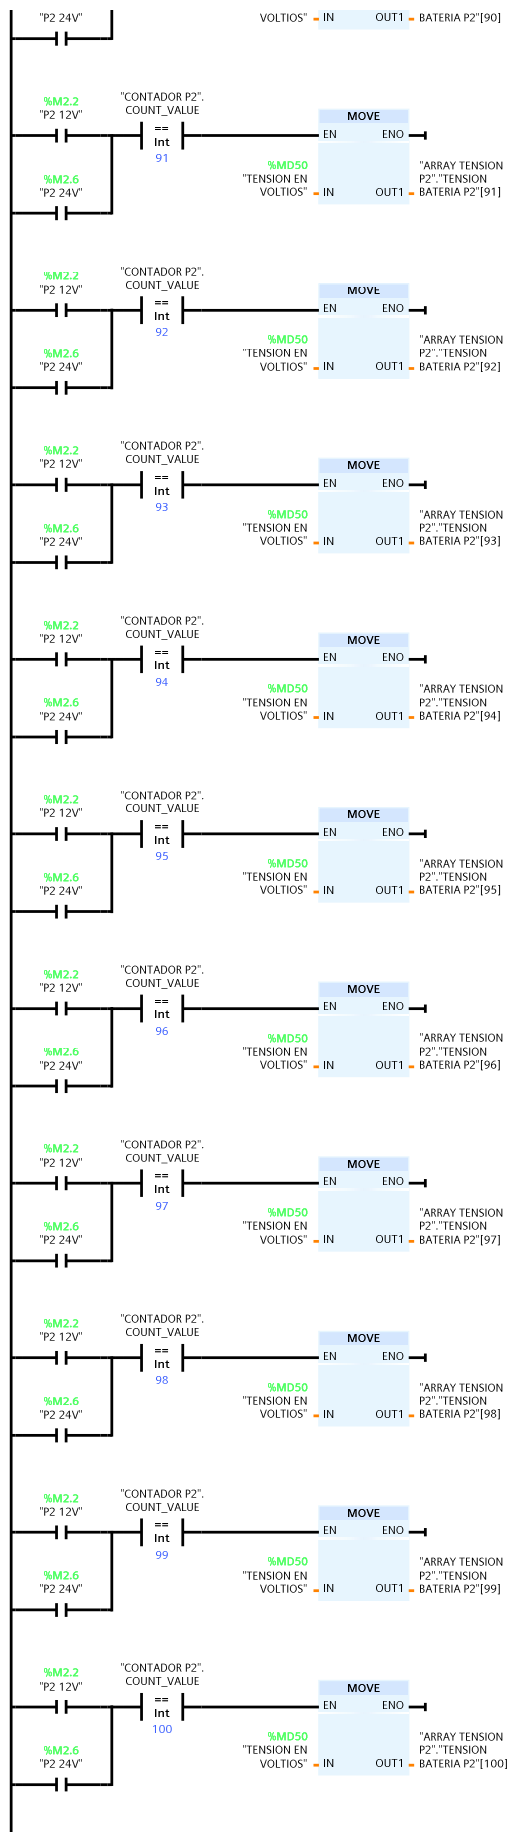 "P2 24V"
VOLTIOS" IN OUT1 BATERIA P2"[90]
%M2.2
"P2 12V"
"CONTADOR P2".
COUNT_VALUE
==
Int
91
MOVE
EN ENO
%M2.6
"P2 24V"
%MD50
"TENSION EN
VOLTIOS" IN OUT1
"ARRAY TENSION
P2"."TENSION
BATERIA P2"[91]
%M2.2
"P2 12V"
"CONTADOR P2".
COUNT_VALUE
==
Int
92
MOVE
EN ENO
%M2.6
"P2 24V"
%MD50
"TENSION EN
VOLTIOS" IN OUT1
"ARRAY TENSION
P2"."TENSION
BATERIA P2"[92]
%M2.2
"P2 12V"
"CONTADOR P2".
COUNT_VALUE
==
Int
93
MOVE
EN ENO
%M2.6
"P2 24V"
%MD50
"TENSION EN
VOLTIOS" IN OUT1
"ARRAY TENSION
P2"."TENSION
BATERIA P2"[93]
%M2.2
"P2 12V"
"CONTADOR P2".
COUNT_VALUE
==
Int
94
MOVE
EN ENO
%M2.6
"P2 24V"
%MD50
"TENSION EN
VOLTIOS" IN OUT1
"ARRAY TENSION
P2"."TENSION
BATERIA P2"[94]
%M2.2
"P2 12V"
"CONTADOR P2".
COUNT_VALUE
==
Int
95
MOVE
EN ENO
%M2.6
"P2 24V"
%MD50
"TENSION EN
VOLTIOS" IN OUT1
"ARRAY TENSION
P2"."TENSION
BATERIA P2"[95]
%M2.2
"P2 12V"
"CONTADOR P2".
COUNT_VALUE
==
Int
96
MOVE
EN ENO
%M2.6
"P2 24V"
%MD50
"TENSION EN
VOLTIOS" IN OUT1
"ARRAY TENSION
P2"."TENSION
BATERIA P2"[96]
%M2.2
"P2 12V"
"CONTADOR P2".
COUNT_VALUE
==
Int
97
MOVE
EN ENO
%M2.6
"P2 24V"
%MD50
"TENSION EN
VOLTIOS" IN OUT1
"ARRAY TENSION
P2"."TENSION
BATERIA P2"[97]
%M2.2
"P2 12V"
"CONTADOR P2".
COUNT_VALUE
==
Int
98
MOVE
EN ENO
%M2.6
"P2 24V"
%MD50
"TENSION EN
VOLTIOS" IN OUT1
"ARRAY TENSION
P2"."TENSION
BATERIA P2"[98]
%M2.2
"P2 12V"
"CONTADOR P2".
COUNT_VALUE
==
Int
99
MOVE
EN ENO
%M2.6
"P2 24V"
%MD50
"TENSION EN
VOLTIOS" IN OUT1
"ARRAY TENSION
P2"."TENSION
BATERIA P2"[99]
%M2.2
"P2 12V"
"CONTADOR P2".
COUNT_VALUE
==
Int
100
MOVE
EN ENO
%M2.6
"P2 24V"
%MD50
"TENSION EN
VOLTIOS" IN OUT1
"ARRAY TENSION
P2"."TENSION
BATERIA P2"[100]